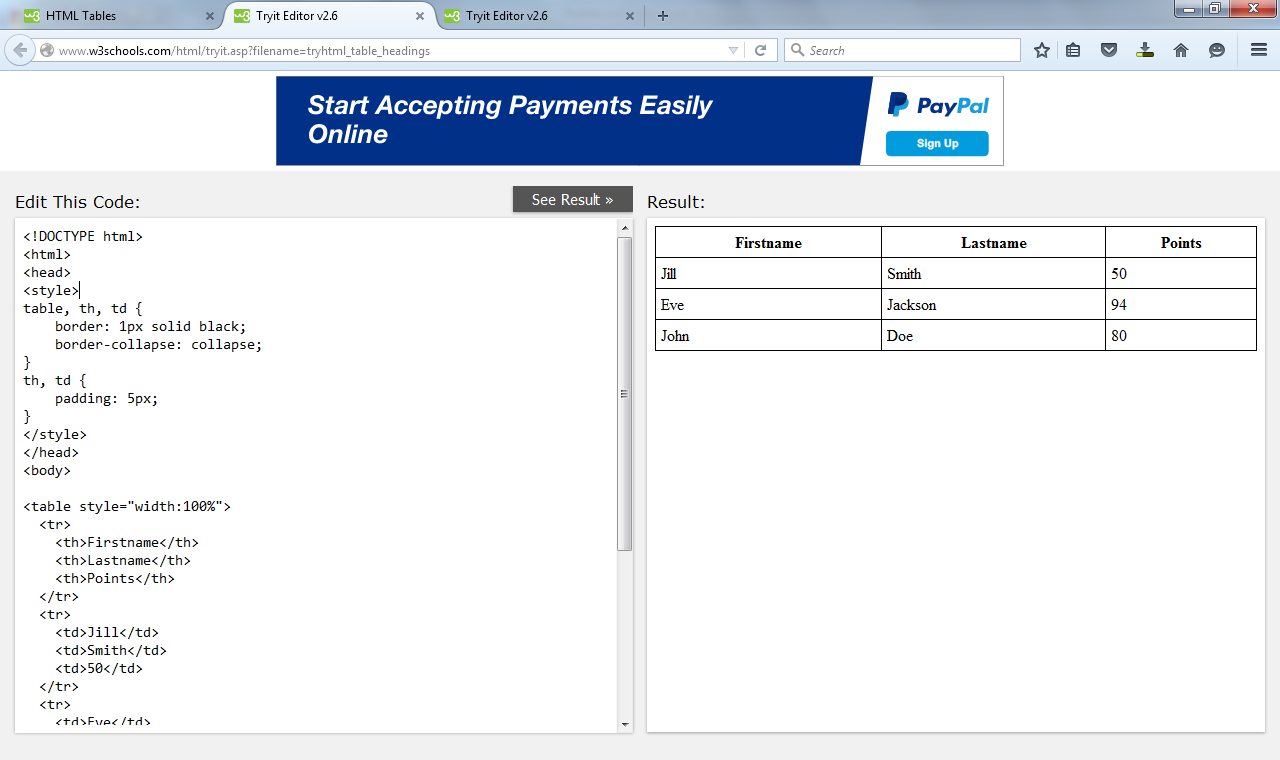 HTML Tables
Tryit Editor v2.6
Tryit Editor v2.6
www.w3schools.com/html/tryit.asp?filename=tryhtml_table_headings
Search
Start Accepting Payments Easily
Online
PayPal
Sign Up
Edit This Code:
See Result »
Result:
<!DOCTYPE html>
<html>
<head>
<style>
table, th, td {
    border: 1px solid black;
    border-collapse: collapse;
}
th, td {
    padding: 5px;
}
</style>
</head>
<body>

<table style="width:100%">
  <tr>
    <th>Firstname</th>
    <th>Lastname</th>
    <th>Points</th>
  </tr>
  <tr>
    <td>Jill</td>
    <td>Smith</td>
    <td>50</td>
  </tr>
  <tr>
    <td>Eve</td>
Firstname Lastname Points
Jill Smith 50
Eve Jackson 94
John Doe 80